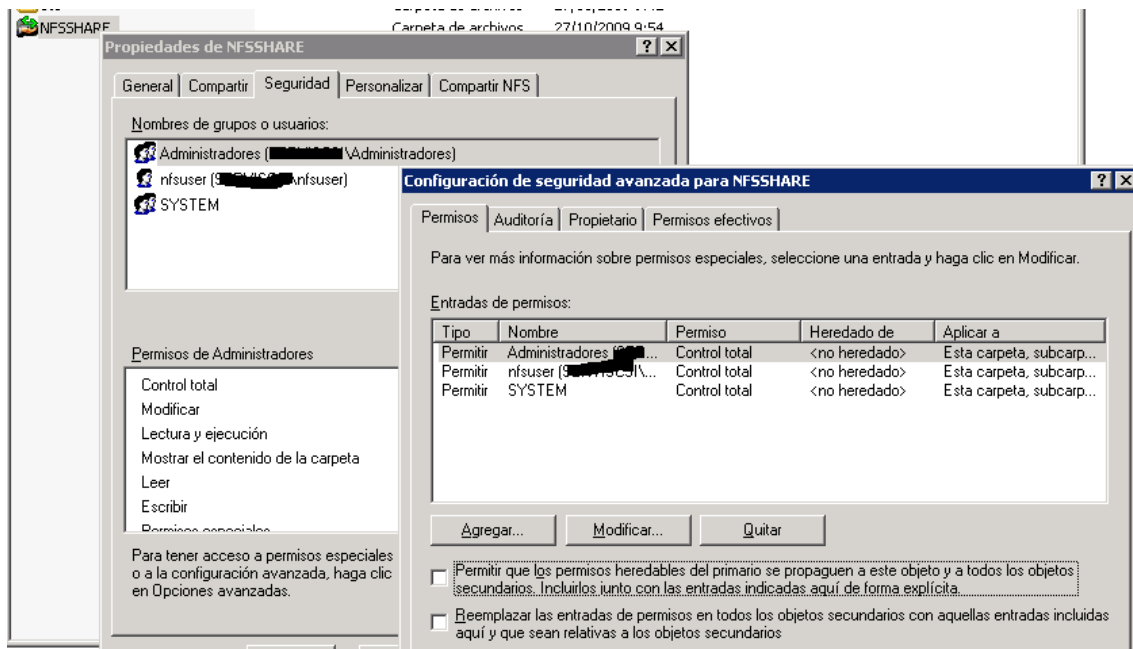 NFSSHARE
Carpeta de archivos 27/10/2009 9:54
Propiedades de NFSSHARE
General Compartir Seguridad Personalizar Compartir NFS
Nombres de grupos o usuarios:
Administradores ( \Administradores)
nfsuser ( \nfsuser)
SYSTEM
Permisos de Administradores
Control total
Modificar
Lectura y ejecución
Mostrar el contenido de la carpeta
Leer
Escribir
Permisos especiales
Para tener acceso a permisos especiales
o a la configuración avanzada, haga clic
en Opciones avanzadas.
Configuración de seguridad avanzada para NFSSHARE
Permisos Auditoría Propietario Permisos efectivos
Para ver más información sobre permisos especiales, seleccione una entrada y haga clic en Modificar.
Entradas de permisos:
Tipo Nombre Permiso Heredado de Aplicar a
Permitir Administradores ( ... Control total <no heredado> Esta carpeta, subcarp...
Permitir nfsuser ( \... Control total <no heredado> Esta carpeta, subcarp...
Permitir SYSTEM Control total <no heredado> Esta carpeta, subcarp...
Agregar... Modificar... Quitar
Permitir que los permisos heredables del primario se propaguen a este objeto y a todos los objetos
secundarios. Incluirlos junto con las entradas indicadas aquí de forma explícita.
Reemplazar las entradas de permisos en todos los objetos secundarios con aquellas entradas incluidas
aquí y que sean relativas a los objetos secundarios